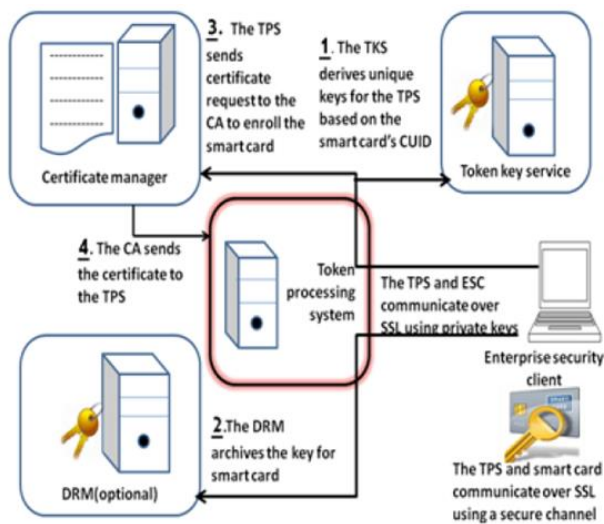 3. The TPS
sends
certificate
request to the
CA to enroll the
smart card
1. The TKS
derives unique
keys for the TPS
based on the
smart card's CUID
Certificate manager
Token key service
4. The CA sends
the certificate to
the TPS
Token
processing
system
The TPS and ESC
communicate over
SSL using private keys
Enterprise security
client
2.The DRM
archives the key for
smart card
DRM(optional)
The TPS and smart card
communicate over SSL
using a secure channel